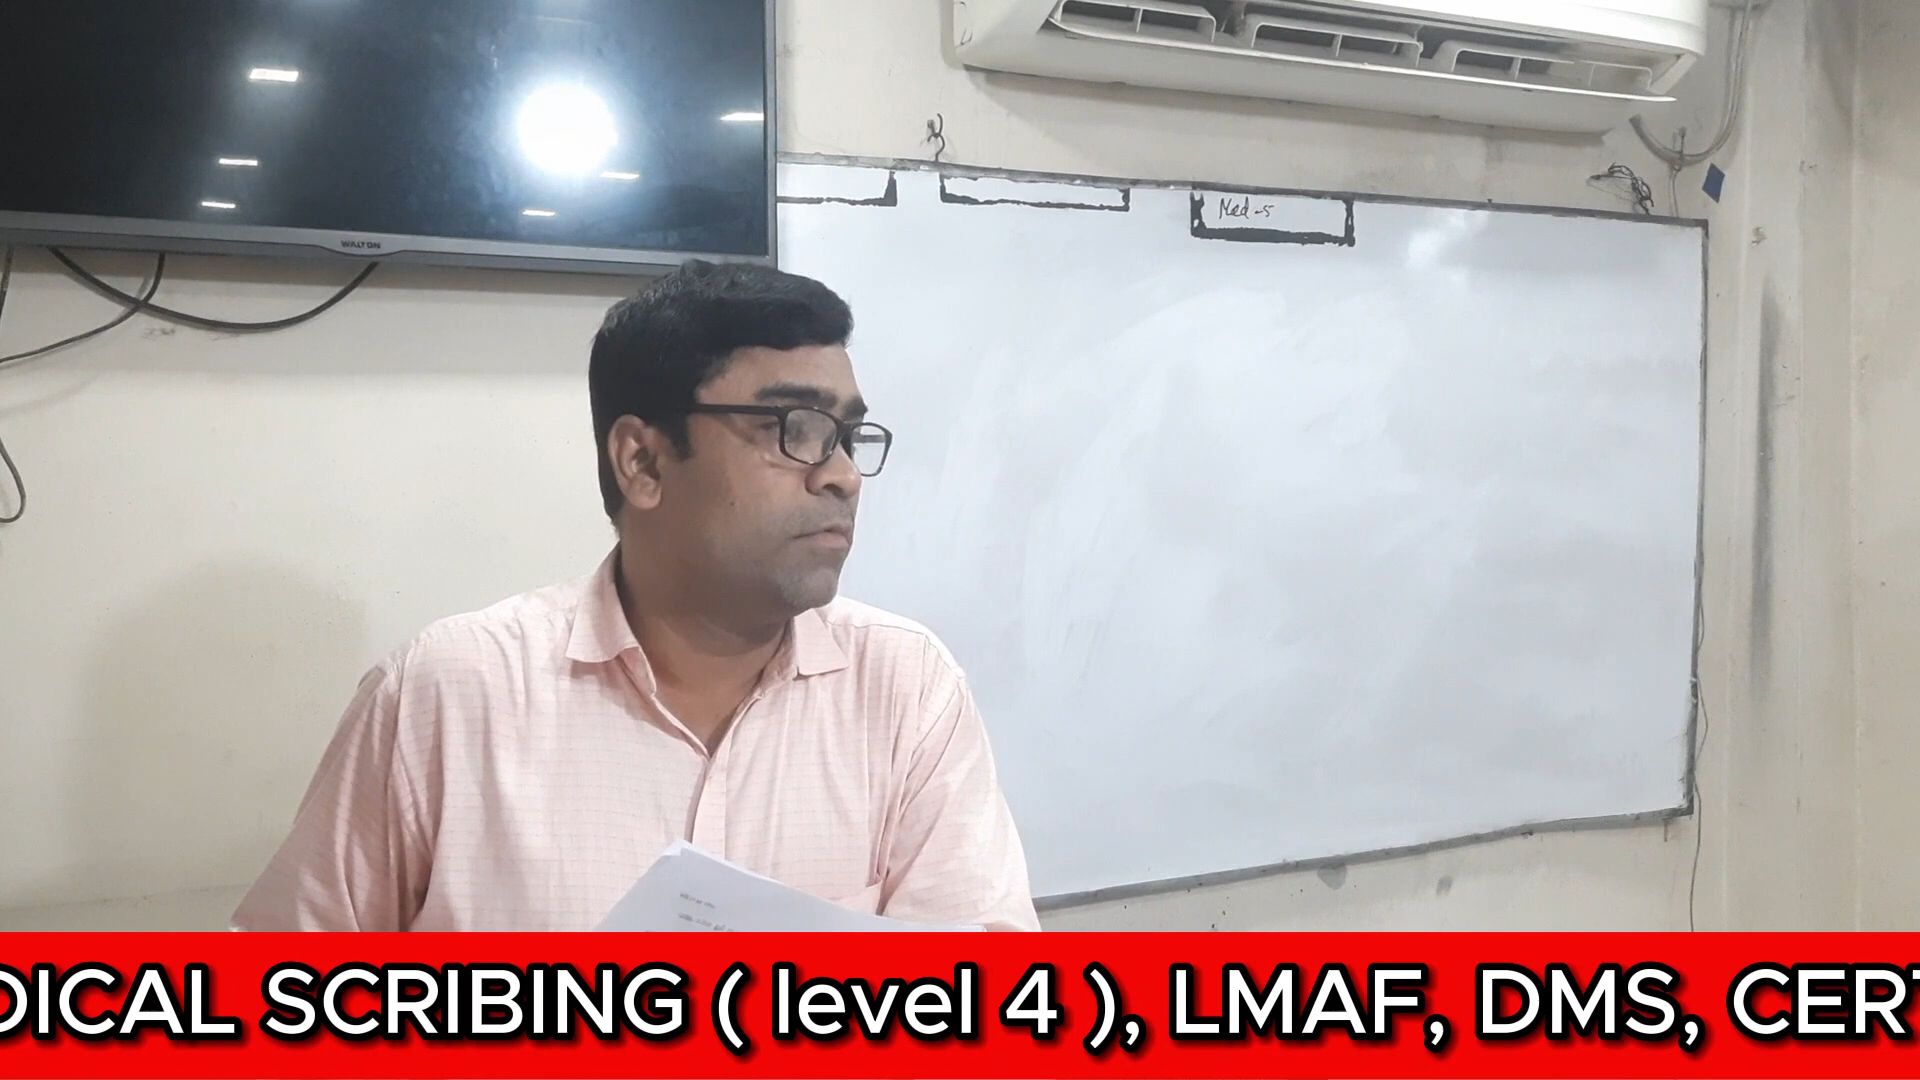 WALTON
Med-5
DICAL SCRIBING ( level 4 ), LMAF, DMS, CERT